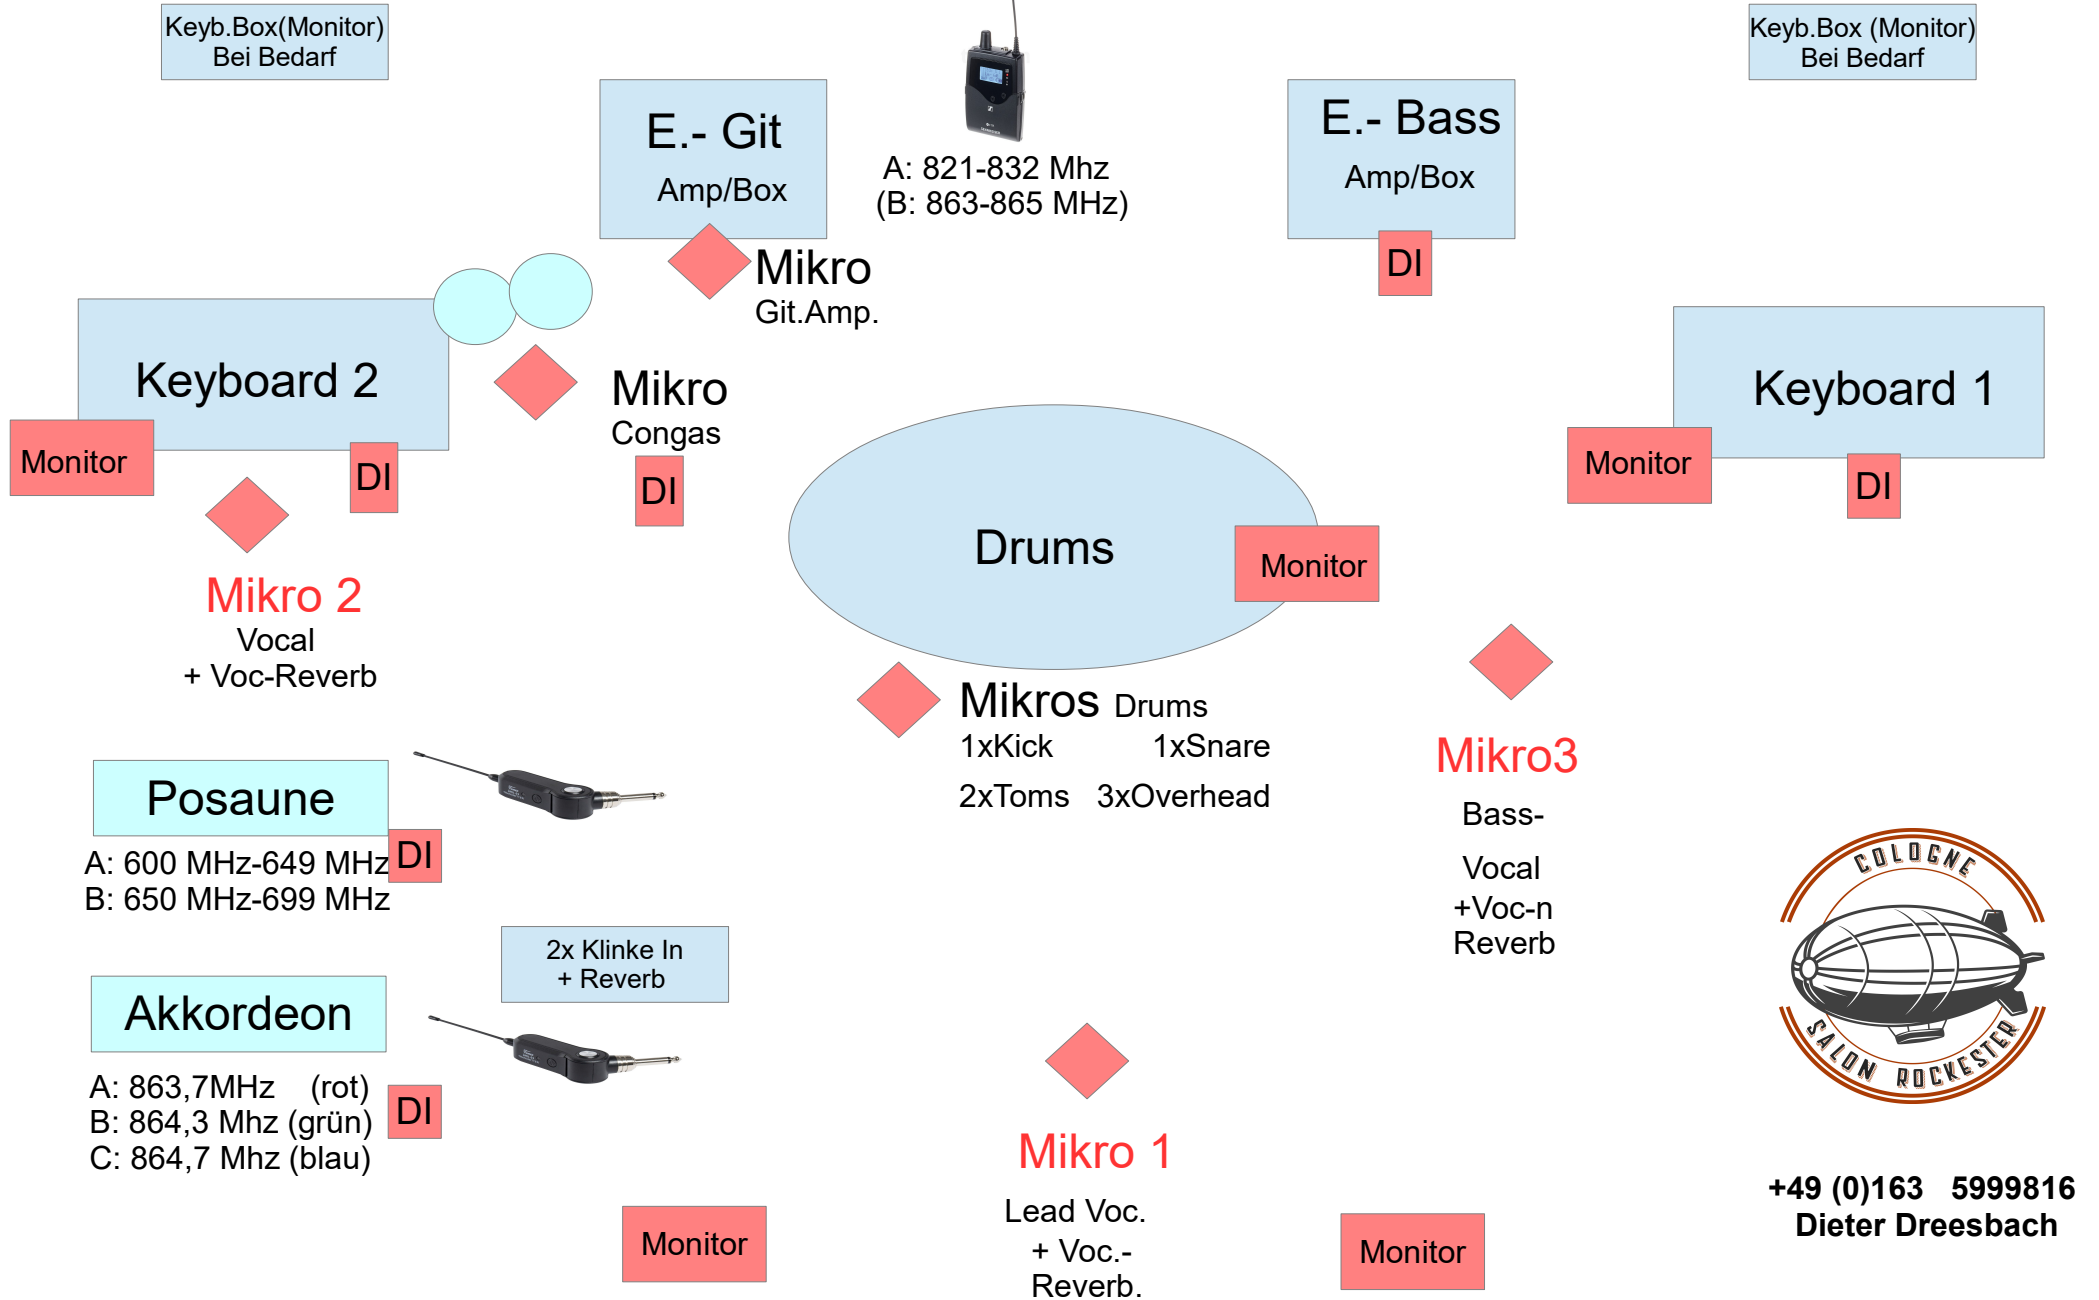 Keyb.Box(Monitor)
Bei Bedarf
Keyb.Box (Monitor)
Bei Bedarf
E.- Git
Amp/Box
A: 821-832 Mhz
(B: 863-865 MHz)
E.- Bass
Amp/Box
DI
Mikro
Git.Amp.
Keyboard 2
Monitor
DI
Mikro
Congas
DI
Keyboard 1
Monitor
DI
Drums
Monitor
Mikro 2
Vocal
+ Voc-Reverb
Mikros Drums
1xKick 1xSnare
2xToms 3xOverhead
Mikro3
Bass-
Vocal
+Voc-n
Reverb
Posaune
DI
A: 600 MHz-649 MHz
B: 650 MHz-699 MHz
2x Klinke In
+ Reverb
Akkordeon
A: 863,7MHz (rot)
B: 864,3 Mhz (grün)
C: 864,7 Mhz (blau)
DI
Mikro 1
Lead Voc.
+ Voc.-
Reverb.
Monitor
Monitor
COLOGNE
SALON ROCKESTER
+49 (0)163 5999816
Dieter Dreesbach